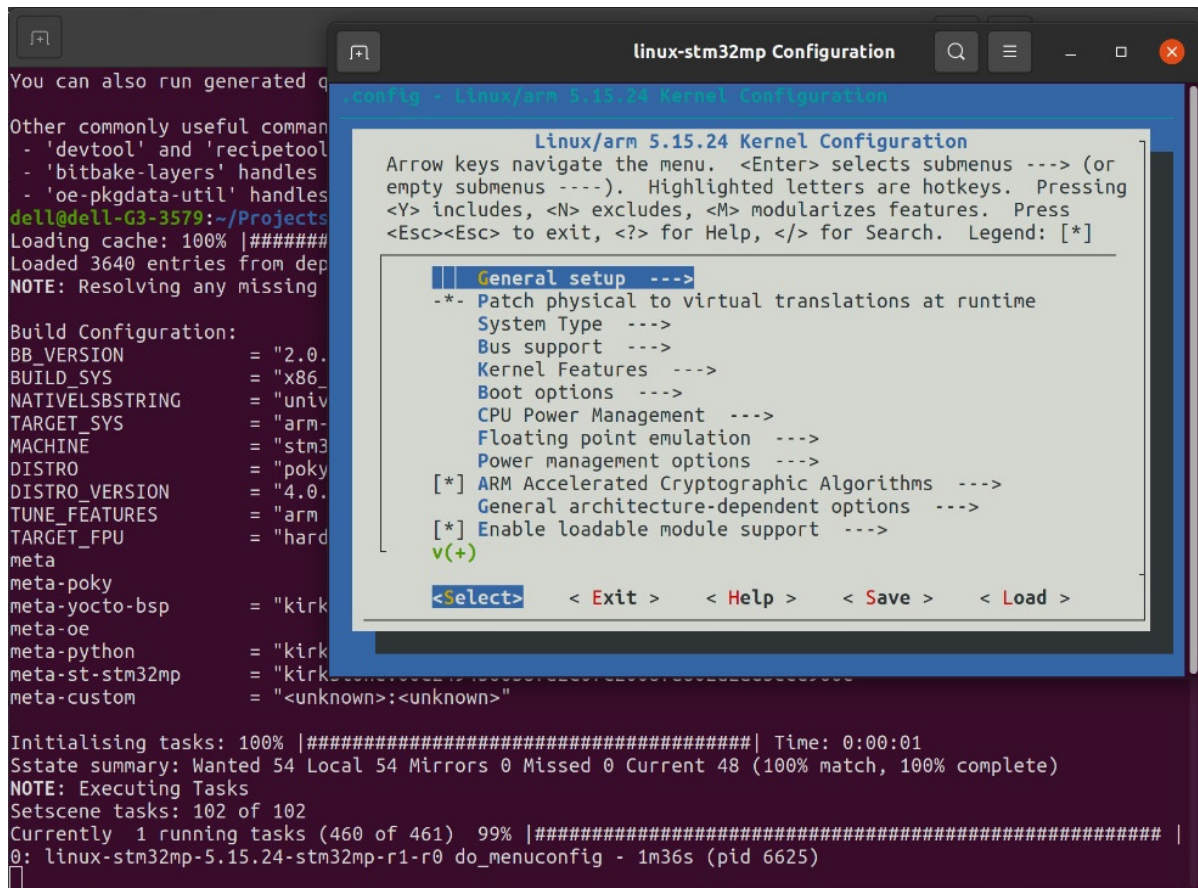 You can also run generated q
Other commonly useful comman
- 'devtool' and 'recipetool
- 'bitbake-layers' handles
- 'oe-pkgdata-util' handles
dell@dell-G3-3579:~/Projects
Loading cache: 100% |#######
Loaded 3640 entries from dep
NOTE: Resolving any missing
Build Configuration:
BB_VERSION = "2.0.
BUILD_SYS = "x86_
NATIVELSBSTRING = "univ
TARGET_SYS = "arm-
MACHINE = "stm3
DISTRO = "poky
DISTRO_VERSION = "4.0.
TUNE_FEATURES = "arm
TARGET_FPU = "hard
meta
meta-poky
meta-yocto-bsp = "kirk
meta-oe
meta-python = "kirk
meta-st-stm32mp = "kirk
meta-custom = "<unknown>:<unknown>"
Initialising tasks: 100% |#######################################| Time: 0:00:01
Sstate summary: Wanted 54 Local 54 Mirrors 0 Missed 0 Current 48 (100% match, 100% complete)
NOTE: Executing Tasks
Setscene tasks: 102 of 102
Currently 1 running tasks (460 of 461) 99% |####################################################### |
0: linux-stm32mp-5.15.24-stm32mp-r1-r0 do_menuconfig - 1m36s (pid 6625)
linux-stm32mp Configuration
.config - Linux/arm 5.15.24 Kernel Configuration
Linux/arm 5.15.24 Kernel Configuration
Arrow keys navigate the menu. <Enter> selects submenus ---> (or
empty submenus ----). Highlighted letters are hotkeys. Pressing
<Y> includes, <N> excludes, <M> modularizes features. Press
<Esc><Esc> to exit, <?> for Help, </> for Search. Legend: [*]
General setup --->
-*- Patch physical to virtual translations at runtime
System Type --->
Bus support --->
Kernel Features --->
Boot options --->
CPU Power Management --->
Floating point emulation --->
Power management options --->
[*] ARM Accelerated Cryptographic Algorithms --->
General architecture-dependent options --->
[*] Enable loadable module support --->
v(+)
<Select> < Exit > < Help > < Save > < Load >